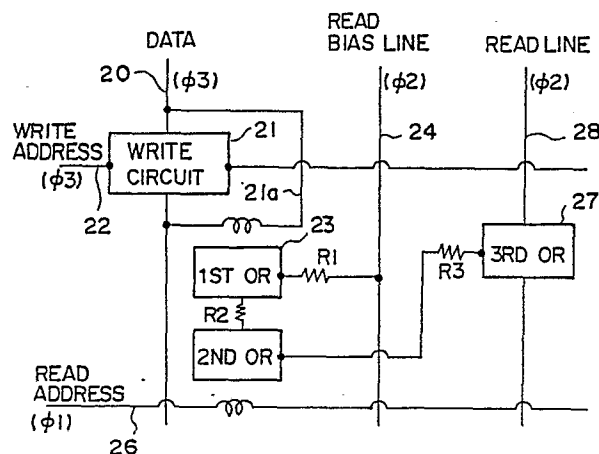 DATA
20
(φ3)
READ
BIAS LINE
(φ2)
24
READ LINE
(φ2)
28
WRITE
ADDRESS
(φ3)
22
WRITE
CIRCUIT
21
21a
23
1ST OR
R1
R2
2ND OR
R3
27
3RD OR
READ
ADDRESS
(φ1)
26